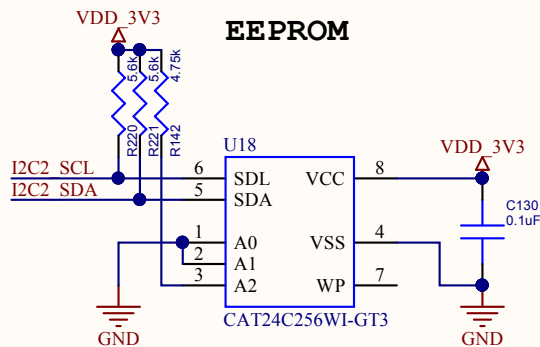 EEPROM
VDD_3V3
5.6k
5.6k
4.75k
R220
R221
R142
U18
VDD_3V3
I2C2_SCL
6 SDL VCC 8
I2C2_SDA
5 SDA
C130
0.1uF
1 A0 VSS 4
2 A1
3 A2 WP 7
GND
CAT24C256WI-GT3
GND